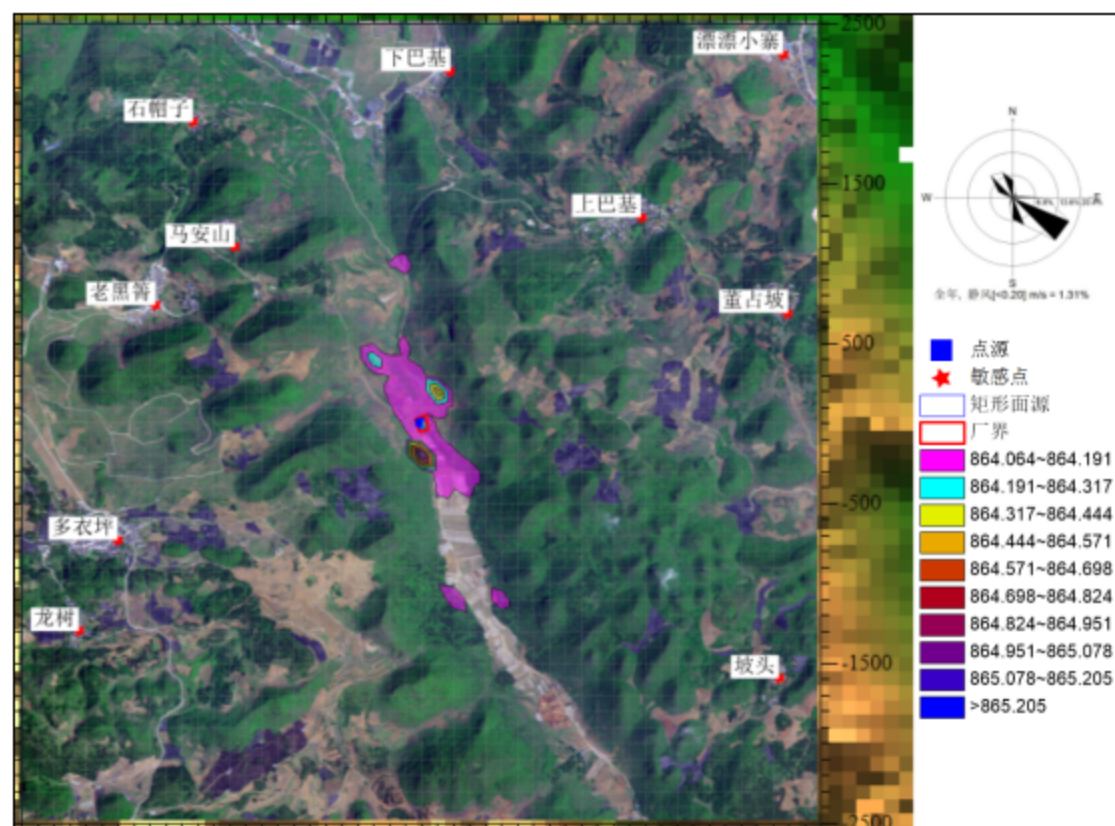 2500
漂漂小寨
下巴基
石帽子
N
1500
上巴基
W
E
马安山
老黑箐
董占坡
S
全年, 静风[<0.20] m/s = 1.31%
500
点源
敏感点
矩形面源
厂界
864.064~864.191
864.191~864.317
864.317~864.444
864.444~864.571
864.571~864.698
864.698~864.824
864.824~864.951
864.951~865.078
865.078~865.205
>865.205
-500
多衣坪
龙树
坡头
-1500
-2500